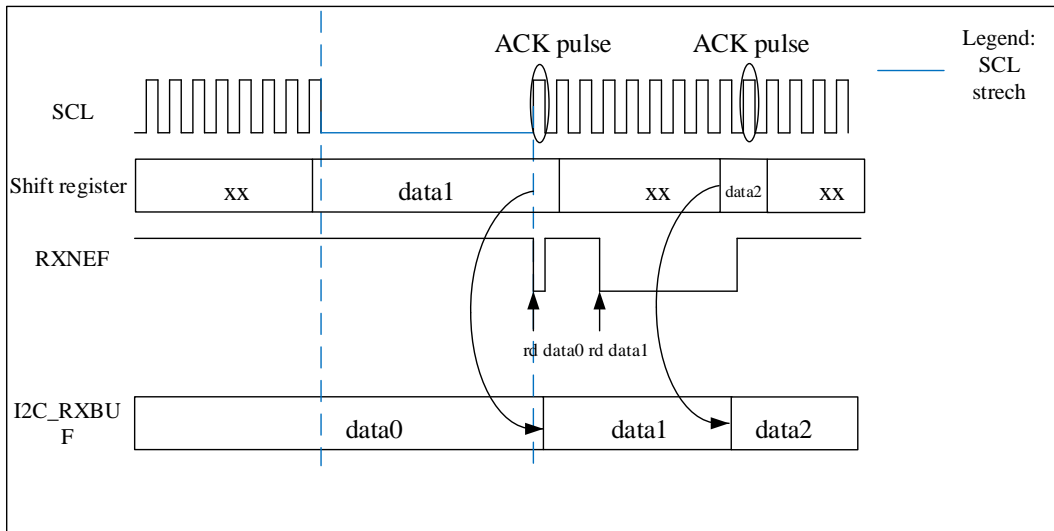 ACK pulse
ACK pulse
Legend:
SCL
strech
SCL
Shift register
xx
data1
xx
data2
xx
RXNEF
rd data0
rd data1
I2C_RXBU
F
data0
data1
data2